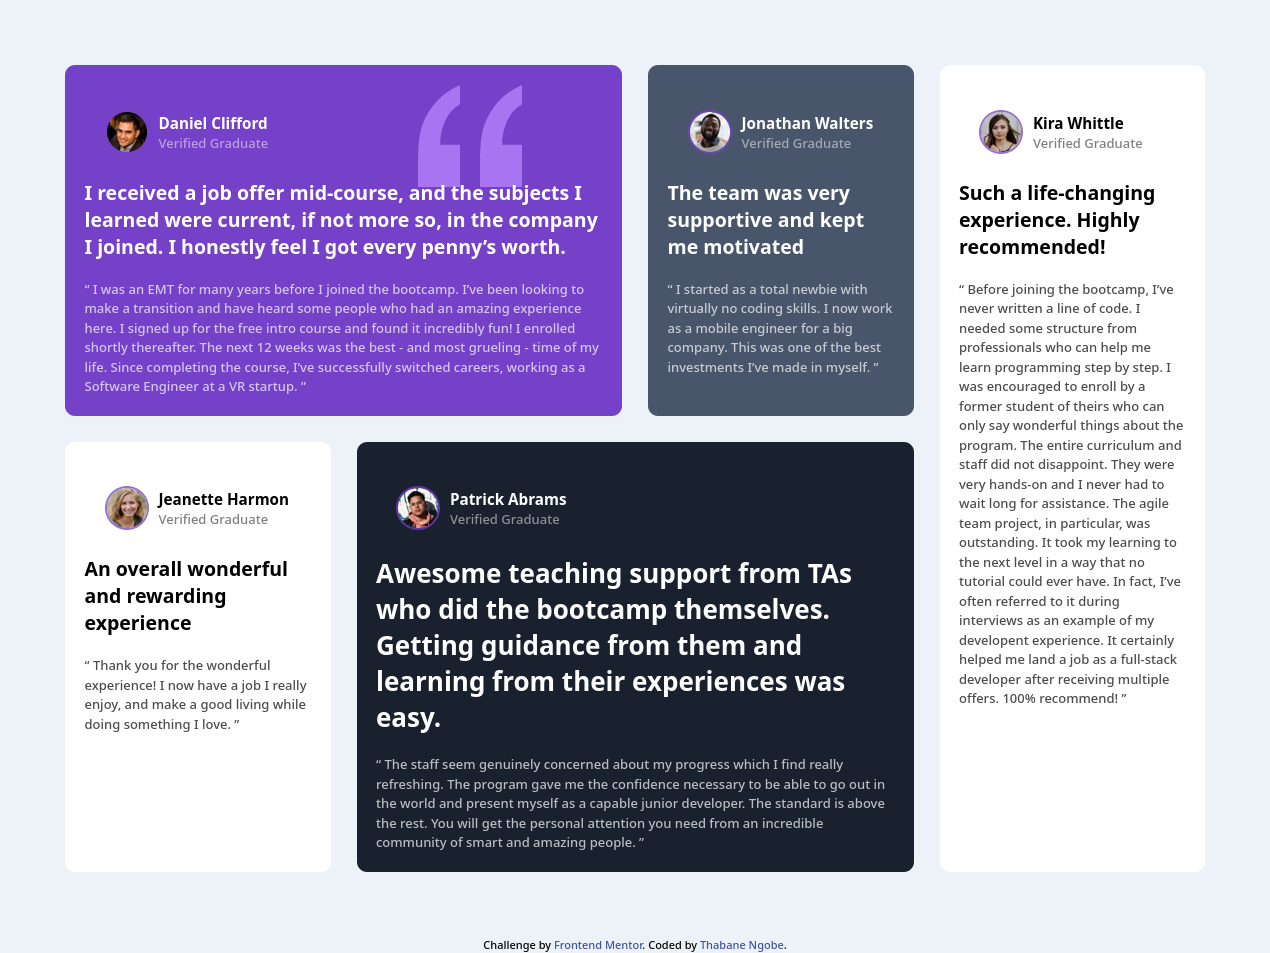 Daniel Clifford
Verified Graduate
I received a job offer mid-course, and the subjects I
learned were current, if not more so, in the company
I joined. I honestly feel I got every penny’s worth.
“ I was an EMT for many years before I joined the bootcamp. I’ve been looking to
make a transition and have heard some people who had an amazing experience
here. I signed up for the free intro course and found it incredibly fun! I enrolled
shortly thereafter. The next 12 weeks was the best - and most grueling - time of my
life. Since completing the course, I’ve successfully switched careers, working as a
Software Engineer at a VR startup. ”
Jonathan Walters
Verified Graduate
The team was very
supportive and kept
me motivated
“ I started as a total newbie with
virtually no coding skills. I now work
as a mobile engineer for a big
company. This was one of the best
investments I’ve made in myself. ”
Kira Whittle
Verified Graduate
Such a life-changing
experience. Highly
recommended!
“ Before joining the bootcamp, I’ve
never written a line of code. I
needed some structure from
professionals who can help me
learn programming step by step. I
was encouraged to enroll by a
former student of theirs who can
only say wonderful things about the
program. The entire curriculum and
staff did not disappoint. They were
very hands-on and I never had to
wait long for assistance. The agile
team project, in particular, was
outstanding. It took my learning to
the next level in a way that no
tutorial could ever have. In fact, I’ve
often referred to it during
interviews as an example of my
developent experience. It certainly
helped me land a job as a full-stack
developer after receiving multiple
offers. 100% recommend! ”
Jeanette Harmon
Verified Graduate
An overall wonderful
and rewarding
experience
“ Thank you for the wonderful
experience! I now have a job I really
enjoy, and make a good living while
doing something I love. ”
Patrick Abrams
Verified Graduate
Awesome teaching support from TAs
who did the bootcamp themselves.
Getting guidance from them and
learning from their experiences was
easy.
“ The staff seem genuinely concerned about my progress which I find really
refreshing. The program gave me the confidence necessary to be able to go out in
the world and present myself as a capable junior developer. The standard is above
the rest. You will get the personal attention you need from an incredible
community of smart and amazing people. ”
Challenge by Frontend Mentor. Coded by Thabane Ngobe.